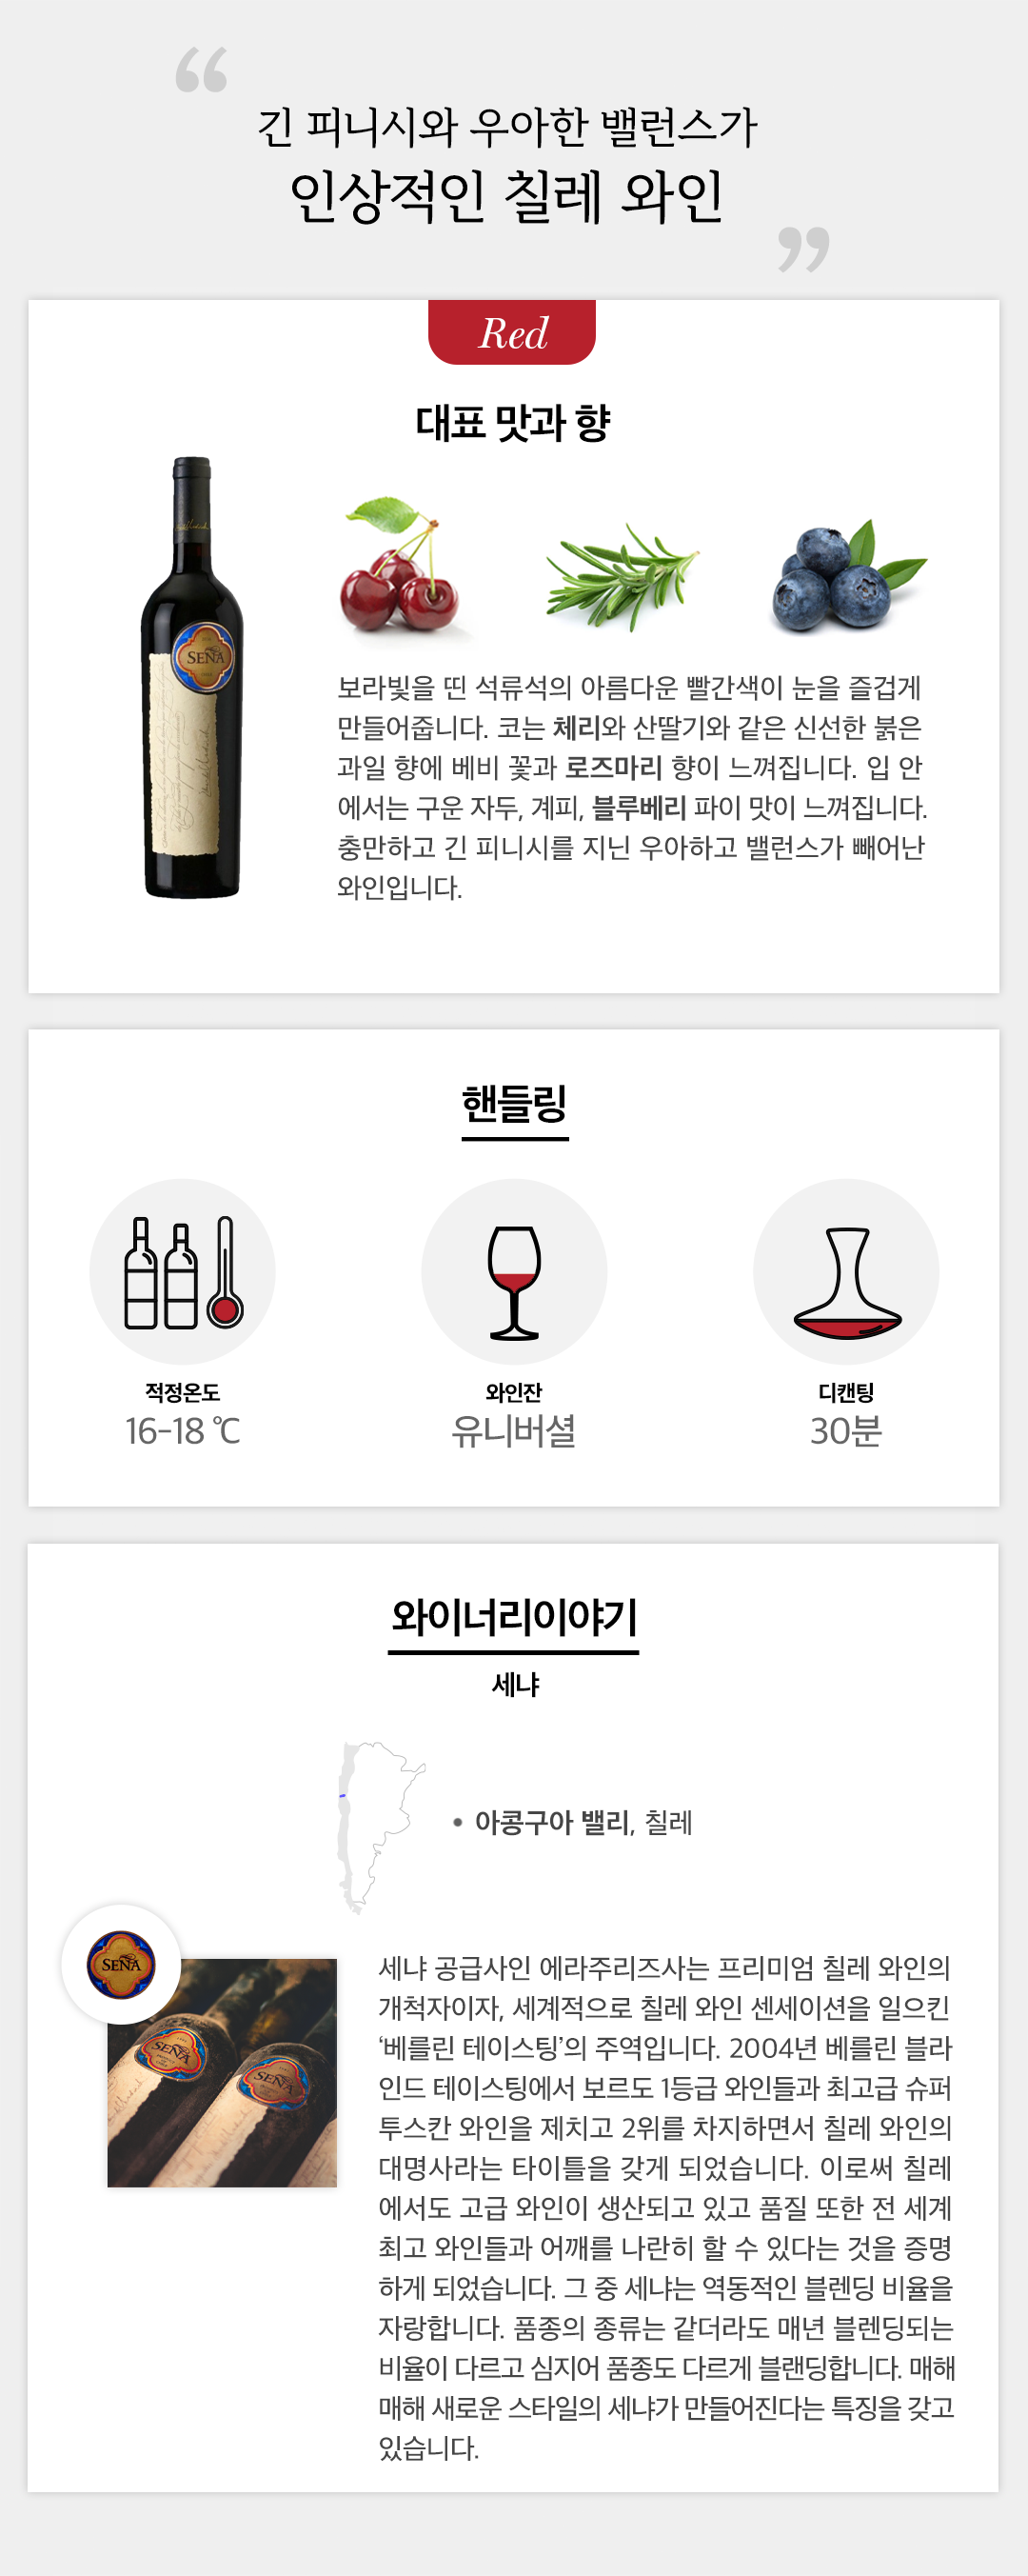 “
긴 피니시와 우아한 밸런스가
인상적인 칠레 와인
”
Red
대표 맛과 향
SEÑA
보라빛을 띤 석류석의 아름다운 빨간색이 눈을 즐겁게
만들어줍니다. 코는 체리와 산딸기와 같은 신선한 붉은
과일 향에 베비 꽃과 로즈마리 향이 느껴집니다. 입 안
에서는 구운 자두, 계피, 블루베리 파이 맛이 느껴집니다.
충만하고 긴 피니시를 지닌 우아하고 밸런스가 빼어난
와인입니다.
핸들링
적정온도
16-18 ℃
와인잔
유니버셜
디캔팅
30분
와이너리이야기
세냐
• 아콩구아 밸리, 칠레
SEÑA
SEÑA
SEÑA
세냐 공급사인 에라주리즈사는 프리미엄 칠레 와인의
개척자이자, 세계적으로 칠레 와인 센세이션을 일으킨
‘베를린 테이스팅’의 주역입니다. 2004년 베를린 블라
인드 테이스팅에서 보르도 1등급 와인들과 최고급 슈퍼
투스칸 와인을 제치고 2위를 차지하면서 칠레 와인의
대명사라는 타이틀을 갖게 되었습니다. 이로써 칠레
에서도 고급 와인이 생산되고 있고 품질 또한 전 세계
최고 와인들과 어깨를 나란히 할 수 있다는 것을 증명
하게 되었습니다. 그 중 세냐는 역동적인 블렌딩 비율을
자랑합니다. 품종의 종류는 같더라도 매년 블렌딩되는
비율이 다르고 심지어 품종도 다르게 블랜딩합니다. 매해
매해 새로운 스타일의 세냐가 만들어진다는 특징을 갖고
있습니다.